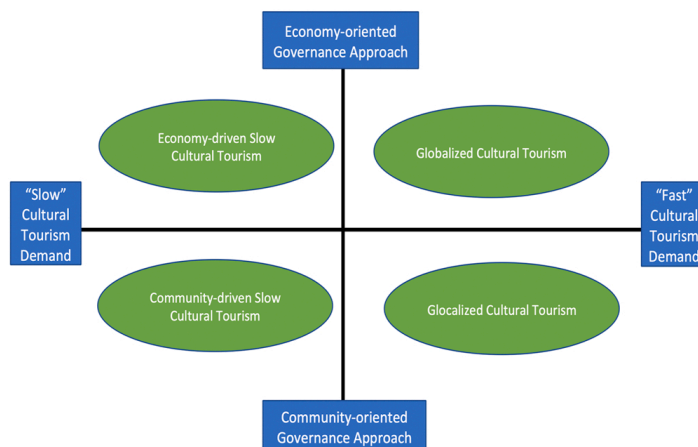 Economy-oriented
Governance Approach
Economy-driven Slow
Cultural Tourism
Globalized Cultural Tourism
"Slow"
Cultural
Tourism
Demand
"Fast"
Cultural
Tourism
Demand
Community-driven Slow
Cultural Tourism
Glocalized Cultural Tourism
Community-oriented
Governance Approach